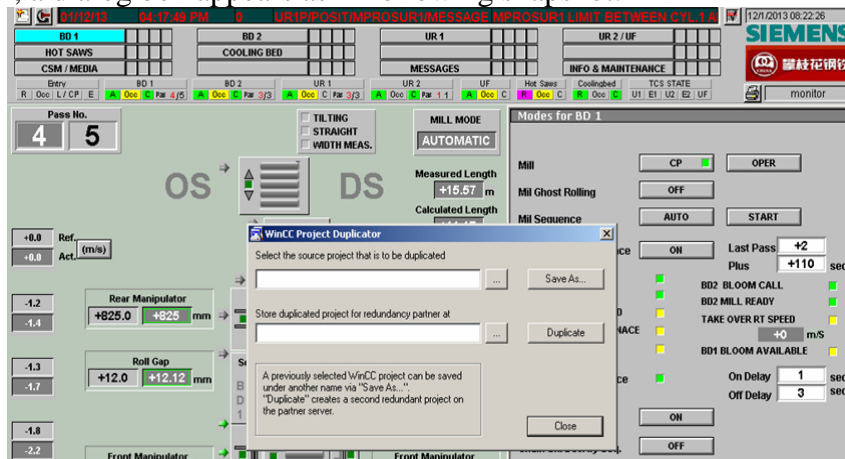 01/12/13 04:17:49 PM 0 UR1P/POSIT/MPROSUR1/MESSAGE MPROSUR1 LIMIT BETWEEN CYL.1 A
12/1/2013 08:22:26
SIEMENS
BD 1 BD 2 UR 1 UR 2 / UF
HOT SAWS COOLING BED
CSM / MEDIA MESSAGES INFO & MAINTENANCE
攀枝花钢钒
Entry BD 1 BD 2 UR 1 UR 2 UF Hot Saws Coolingbed TCS STATE
R Occ L / CP E A Occ C Par 4/5 A Occ C Par 3/3 A Occ C Par 3/3 A Occ C Par 1 1 A Occ C R Occ C R Occ C U1 E1 U2 E2 UF
monitor
Pass No.
4 5
TILTING
STRAIGHT
WIDTH MEAS.
MILL MODE
AUTOMATIC
OS DS
Measured Length
+15.57 m
Calculated Length
+0.0 Ref.
+0.0 Act.
(m/s)
-1.2
-1.4
Rear Manipulator
+825.0 +825 mm
-1.3
-1.7
Roll Gap
+12.0 +12.12 mm
-1.8
-2.2
Front Manipulator
Front Manipulator
Modes for BD 1
Mill CP OPER
Mil Ghost Rolling OFF
Mil Sequence AUTO START
ON Last Pass +2
Plus +110 sec
BD2 BLOOM CALL
BD2 MILL READY
TAKE OVER RT SPEED
+0 m/S
BD1 BLOOM AVAILABLE
On Delay 1 sec
Off Delay 3 sec
ON
OFF
WinCC Project Duplicator
Select the source project that is to be duplicated
... Save As...
Store duplicated project for redundancy partner at
... Duplicate
A previously selected WinCC project can be saved
under another name via "Save As...".
"Duplicate" creates a second redundant project on
the partner server.
Close